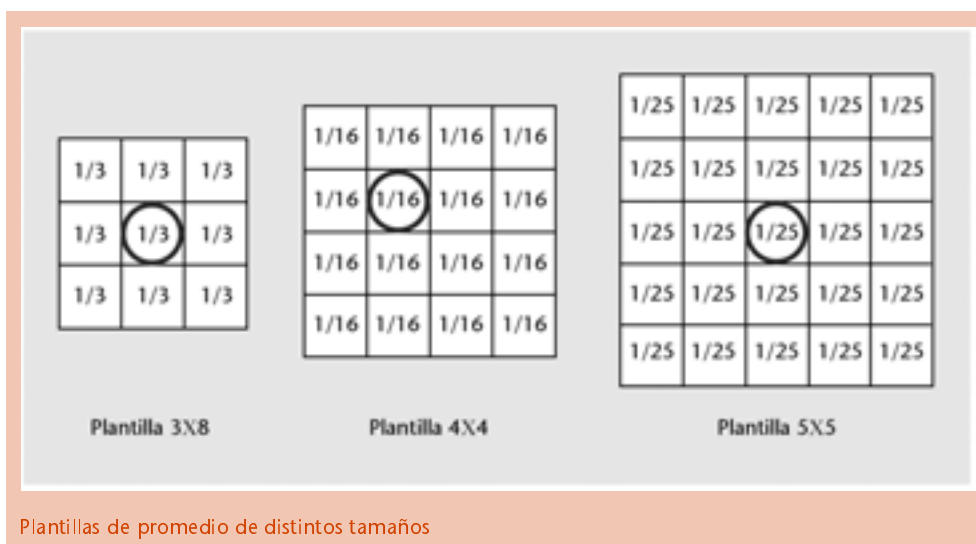 1/3 1/3 1/3
1/3 1/3 1/3
1/3 1/3 1/3
Plantilla 3X8
1/16 1/16 1/16 1/16
1/16 1/16 1/16 1/16
1/16 1/16 1/16 1/16
1/16 1/16 1/16 1/16
Plantilla 4X4
1/25 1/25 1/25 1/25 1/25
1/25 1/25 1/25 1/25 1/25
1/25 1/25 1/25 1/25 1/25
1/25 1/25 1/25 1/25 1/25
1/25 1/25 1/25 1/25 1/25
Plantilla 5X5
Plantillas de promedio de distintos tamaños